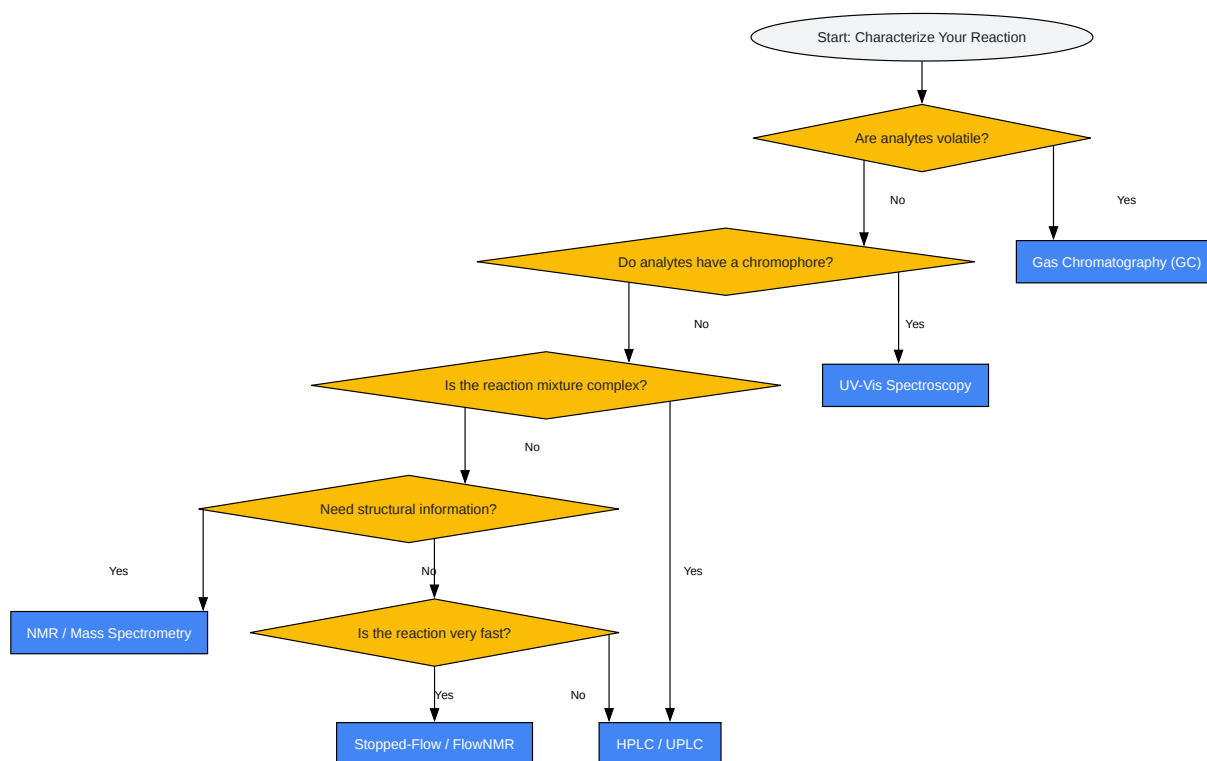 Start: Characterize Your Reaction
Are analytes volatile?
No
Yes
Do analytes have a chromophore?
Gas Chromatography (GC)
No
Yes
Is the reaction mixture complex?
UV-Vis Spectroscopy
No
Need structural information?
Yes
No
Yes
NMR / Mass Spectrometry
Is the reaction very fast?
Yes
No
Stopped-Flow / FlowNMR
HPLC / UPLC